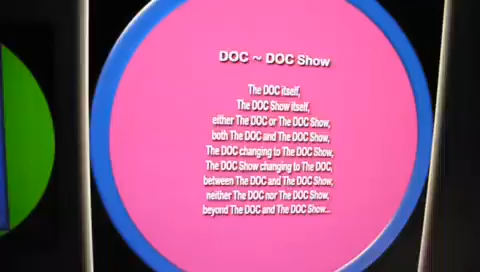 DOC ~ DOC Show
The DOC itself,
The DOC Show itself,
either The DOC or The DOC Show,
both The DOC and The DOC Show,
The DOC changing to The DOC Show,
The DOC Show changing to The DOC,
between The DOC and The DOC Show,
neither The DOC nor The DOC Show,
beyond The DOC and The DOC Show...